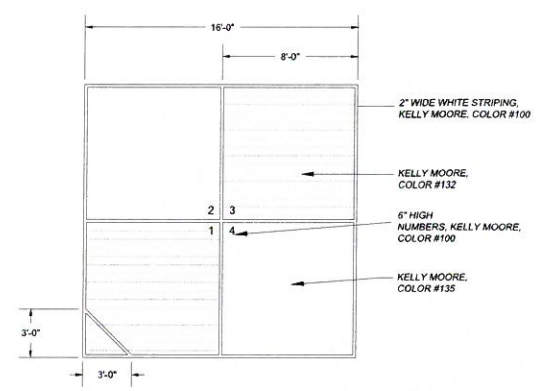 16'-0"
8'-0"
2" WIDE WHITE STRIPING,
KELLY MOORE, COLOR #100
KELLY MOORE,
COLOR #132
2 3
6" HIGH
NUMBERS, KELLY MOORE,
COLOR #100
1 4
KELLY MOORE,
COLOR #135
3'-0"
3'-0"